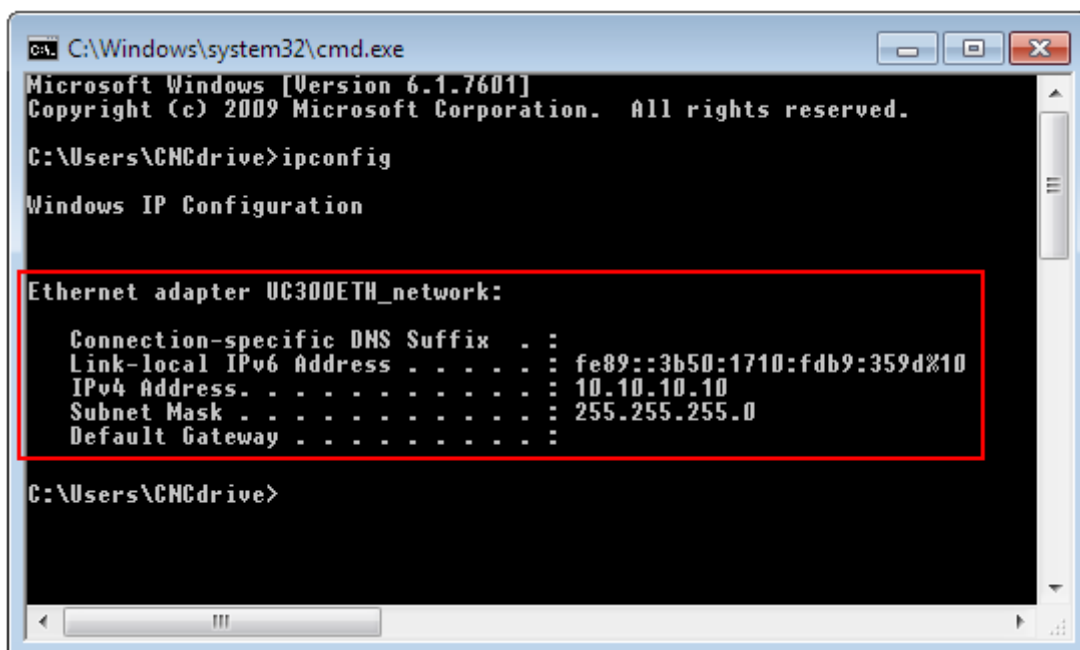 C:\Windows\system32\cmd.exe
Microsoft Windows [Version 6.1.7601]
Copyright (c) 2009 Microsoft Corporation.  All rights reserved.
C:\Users\CNCdrive>ipconfig
Windows IP Configuration
Ethernet adapter UC300ETH_network:
   Connection-specific DNS Suffix  . :
   Link-local IPv6 Address . . . . . : fe89::3b50:1710:fdb9:359d%10
   IPv4 Address. . . . . . . . . . . : 10.10.10.10
   Subnet Mask . . . . . . . . . . . : 255.255.255.0
   Default Gateway . . . . . . . . . :
C:\Users\CNCdrive>